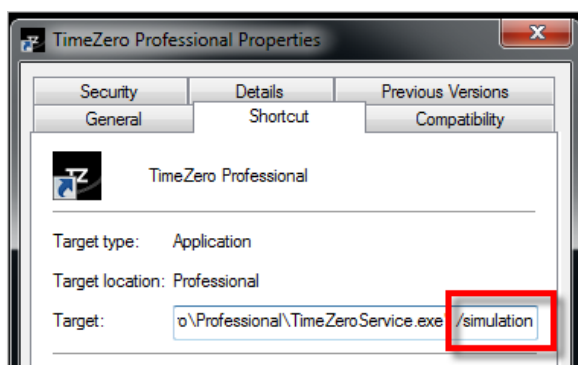 TimeZero Professional Properties
Security Details Previous Versions
General Shortcut Compatibility
TZ
TimeZero Professional
Target type: Application
Target location: Professional
Target: o\Professional\TimeZeroService.exe" /simulation